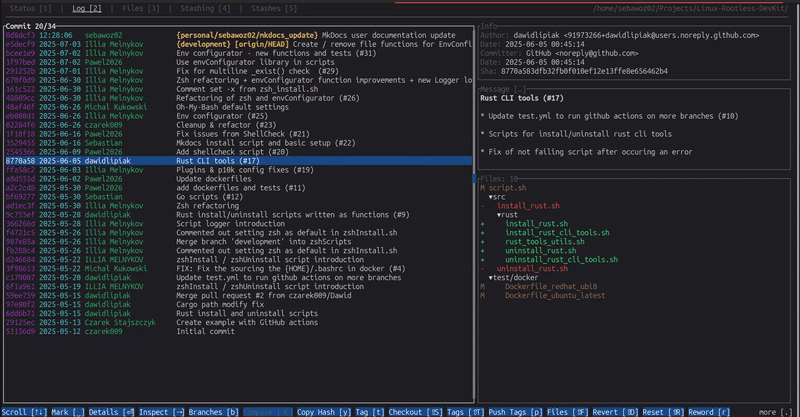 Status [1] | Log [2] | Files [3] | Stashing [4] | Stashes [5]
/home/sebawoz02/Projects/Linux-Rootless-DevKit/
Commit 20/34
12:28:06 sebawoz {personal/sebawoz02/mkdocs_update} MkDocs user documentation update
e5decf9 2025-07-03 Illia Melnykov {development} [origin/HEAD] Create / remove file functions for EnvConfi
bcee1e9 2025-07-02 Illia Melnykov Env configurator - new functions and tests (#31)
1f97bed 2025-07-02 Pawel2026 Use envConfigurator library in scripts
291252b 2025-07-01 Illia Melnykov Fix for multiline _exist() check (#29)
678f0d9 2025-06-30 Illia Melnykov Zsh refactoring + envConfigurator function improvements + new Logger lo
161c522 2025-06-30 Illia Melnykov Comment set -x from zsh_install.sh
48809cc 2025-06-30 Illia Melnykov Refactoring of zsh and envConfigurator (#26)
48af46f 2025-06-26 Michal Kukowski Oh-My-Bash default settings
eb808d1 2025-06-25 Illia Melnykov Env configurator (#25)
02284f6 2025-06-23 czarek009 Cleanup & refactor (#23)
1f10f18 2025-06-16 Pawel2026 Fix issues from ShellCheck (#21)
3529455 2025-06-16 Sebastian Mkdocs install script and basic setup (#22)
2545366 2025-06-09 Pawel2026 Add shellcheck script (#20)
8770a58 2025-06-05 dawidlipiak Rust CLI tools (#17)
ffa58c2 2025-06-03 Illia Melnykov Plugins & p10k config fixes (#19)
a8d551d 2025-06-02 Pawel2026 Update dockerfiles
a2c2cd8 2025-05-30 Pawel2026 add dockerfiles and tests (#11)
bf69277 2025-05-30 Sebastian Go scripts (#12)
ad1ec3f 2025-05-30 Illia Melnykov Zsh refactoring
9c755ef 2025-05-28 dawidlipiak Rust install/uninstall scripts written as functions (#9)
366266d 2025-05-28 Illia Melnykov Script logger introduction
f4721c5 2025-05-26 Illia Melnykov Commented out setting zsh as default in zshInstall.sh
987e05a 2025-05-26 Illia Melnykov Merge branch 'development' into zshScripts
fb288c4 2025-05-26 Illia Melnykov Commented out setting zsh as default in zshInstall.sh
d246684 2025-05-22 ILLIA MELNYKOV zshInstall / zshUninstall script introduction
3f98613 2025-05-22 Michal Kukowski FIX: Fix the sourcing the {HOME}/.bashrc in docker (#4)
c179007 2025-05-20 dawidlipiak Update test.yml to run github actions on more branches
6f1a961 2025-05-19 ILLIA MELNYKOV zshInstall / zshUninstall script introduction
59ee759 2025-05-15 dawidlipiak Merge pull request #2 from czarek009/Dawid
97e80f2 2025-05-15 dawidlipiak Cargo path modify fix
6dd6b71 2025-05-15 dawidlipiak Rust install and uninstall scripts
29125ec 2025-05-13 Czarek Stajszczyk Create example with GitHub actions
51156d9 2025-05-12 czarek009 Initial commit
Info
Author: dawidlipiak <91973266+dawidlipiak@users.noreply.github.com>
Date: 2025-06-05 00:45:14
Committer: GitHub <noreply@github.com>
Date: 2025-06-05 00:45:14
Sha: 8770a583dfb32fb0f010ef12e13ffe8e656462b4
Message [↵]
Rust CLI tools (#17)
* Update test.yml to run github actions on more branches (#10)
* Scripts for install/uninstall rust cli tools
* Fix of not failing script after occuring an error
Files: 10
M script.sh
▼src
- install_rust.sh
▼rust
+ install_rust.sh
+ install_rust_cli_tools.sh
+ rust_tools_utils.sh
+ uninstall_rust.sh
+ uninstall_rust_cli_tools.sh
- uninstall_rust.sh
▼test/docker
M Dockerfile_redhat_ubi8
M Dockerfile_ubuntu_latest
Scroll [↑↓] Mark [␣] Details [⏎] Inspect [→] Branches [b] Compare Copy Hash [y] Tag [t] Checkout [⇧S] Tags [⇧T] Push Tags [p] Files [⇧F] Revert [⇧D] Reset [⇧R] Reword [r] more [.]